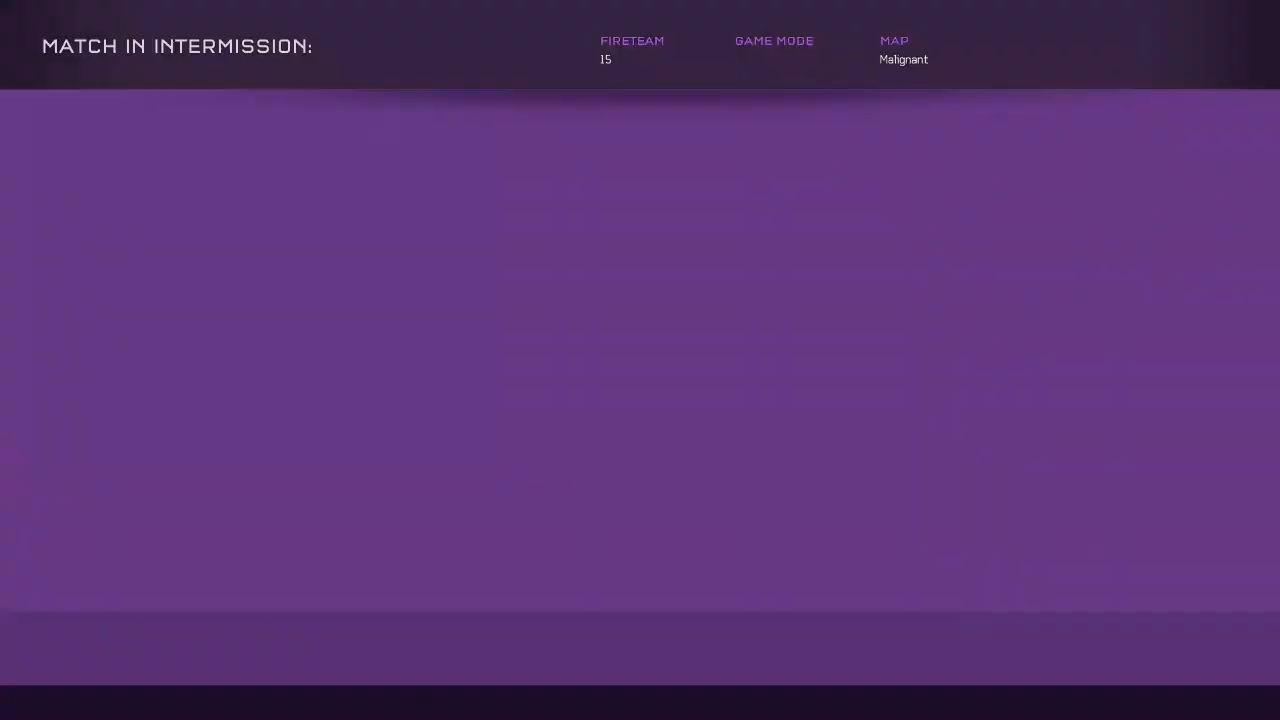 MATCH IN INTERMISSION:
FIRETEAM
15
GAME MODE
MAP
Malignant